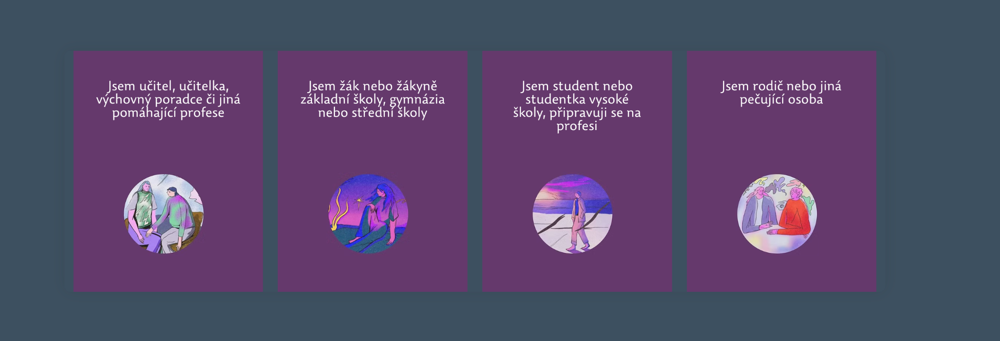 Jsem učitel, učitelka,
výchovný poradce či jiná
pomáhající profese
Jsem žák nebo žákyně
základní školy, gymnázia
nebo střední školy
Jsem student nebo
studentka vysoké
školy, připravuji se na
profesi
Jsem rodič nebo jiná
pečující osoba